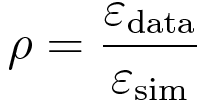 ρ = ε_data / ε_sim